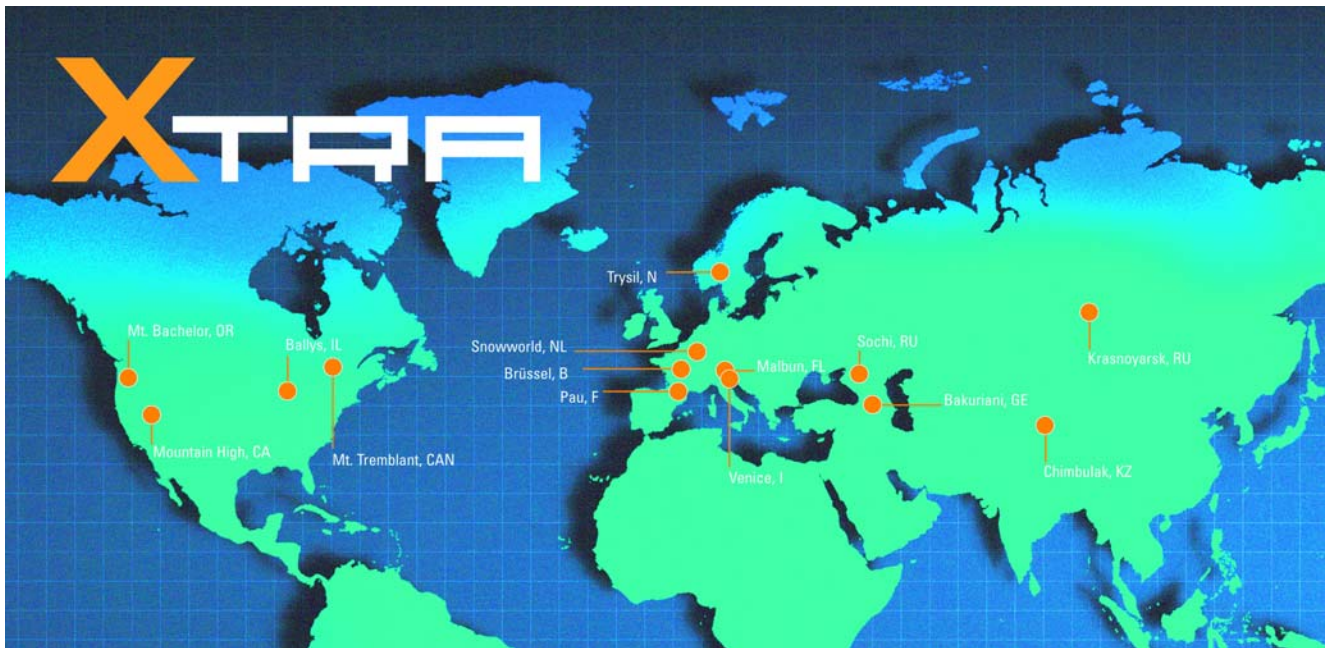 XTRA
Trysil, N
Mt. Bachelor, OR
Ballys, IL
Snowworld, NL
Sochi, RU
Krasnoyarsk, RU
Brüssel, B
Malbun, FL
Pau, F
Bakuriani, GE
Mountain High, CA
Mt. Tremblant, CAN
Venice, I
Chimbulak, KZ